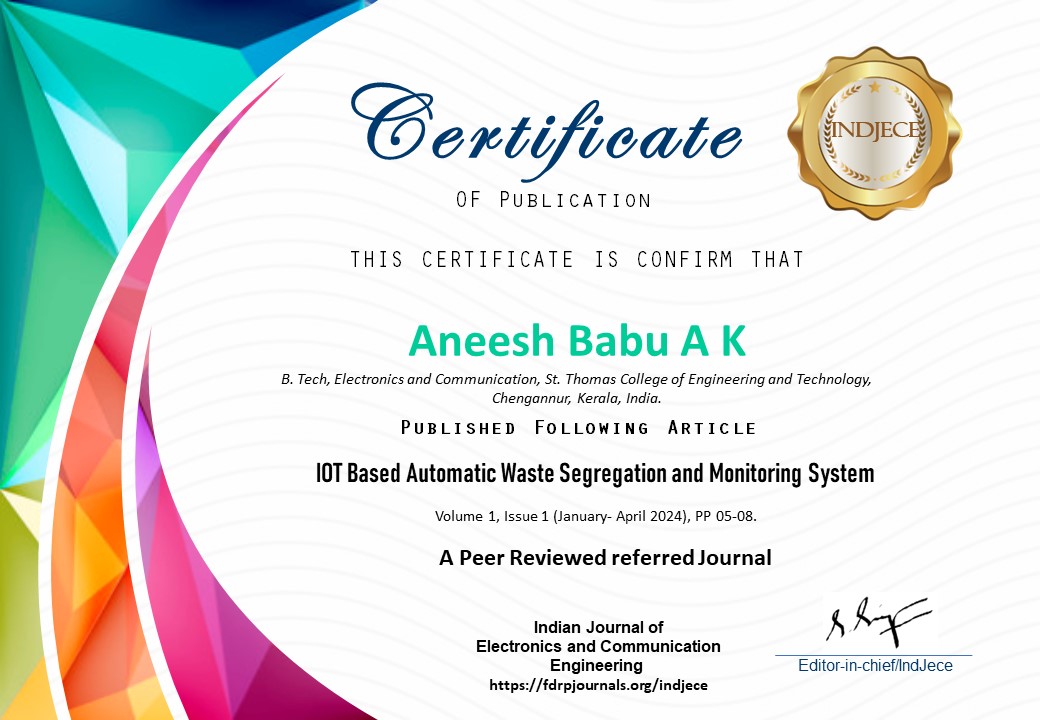 Certificate
OF PUBLICATION
INDJECE
THIS CERTIFICATE IS CONFIRM THAT
Aneesh Babu A K
B. Tech, Electronics and Communication, St. Thomas College of Engineering and Technology,
Chengannur, Kerala, India.
PUBLISHED FOLLOWING ARTICLE
IOT Based Automatic Waste Segregation and Monitoring System
Volume 1, Issue 1 (January- April 2024), PP 05-08.
A Peer Reviewed referred Journal
Indian Journal of
Electronics and Communication
Engineering
https://fdrpjournals.org/indjece
Editor-in-chief/IndJece